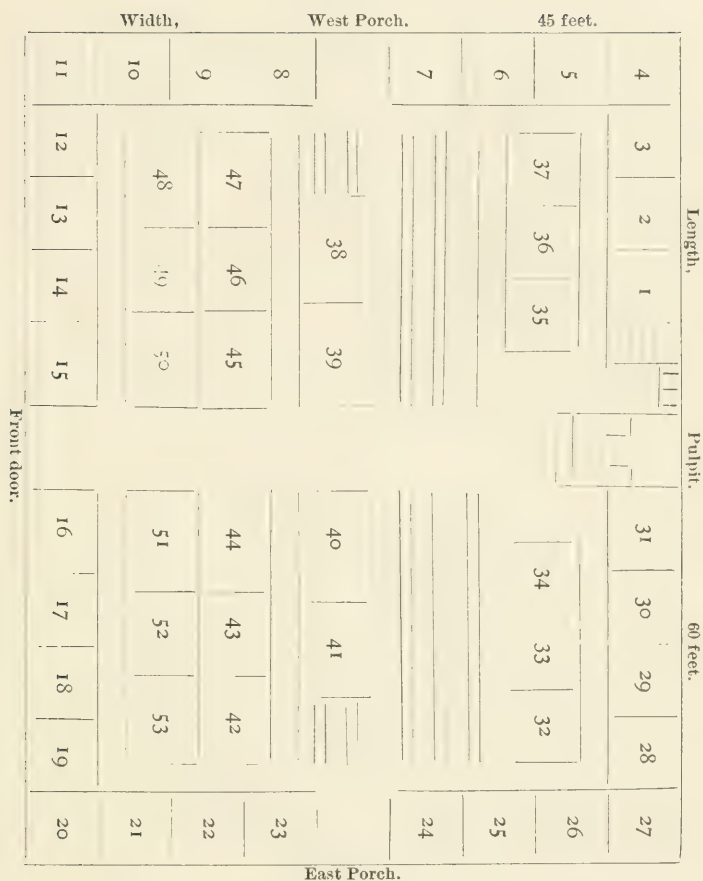 Width, West Porch. 45 feet.
11 10 9 8 7 6 5 4
12 48 47 37 3
13 49 46 38 36 2
14 50 45 39 35 1
15
Length,
Front door.
Pulpit.
16 51 44 40 34 31
17 52 43 41 33 30
18 53 42 32 29
19 28
60 feet.
20 21 22 23 24 25 26 27
East Porch.